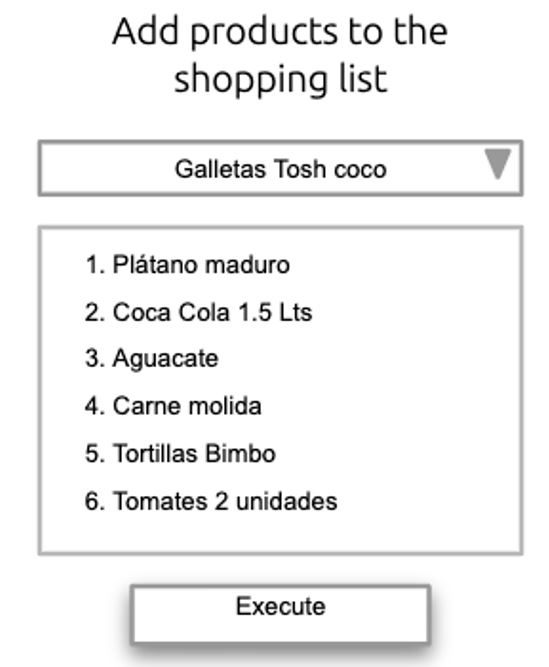 Add products to the
shopping list
Galletas Tosh coco
1. Plátano maduro
2. Coca Cola 1.5 Lts
3. Aguacate
4. Carne molida
5. Tortillas Bimbo
6. Tomates 2 unidades
Execute